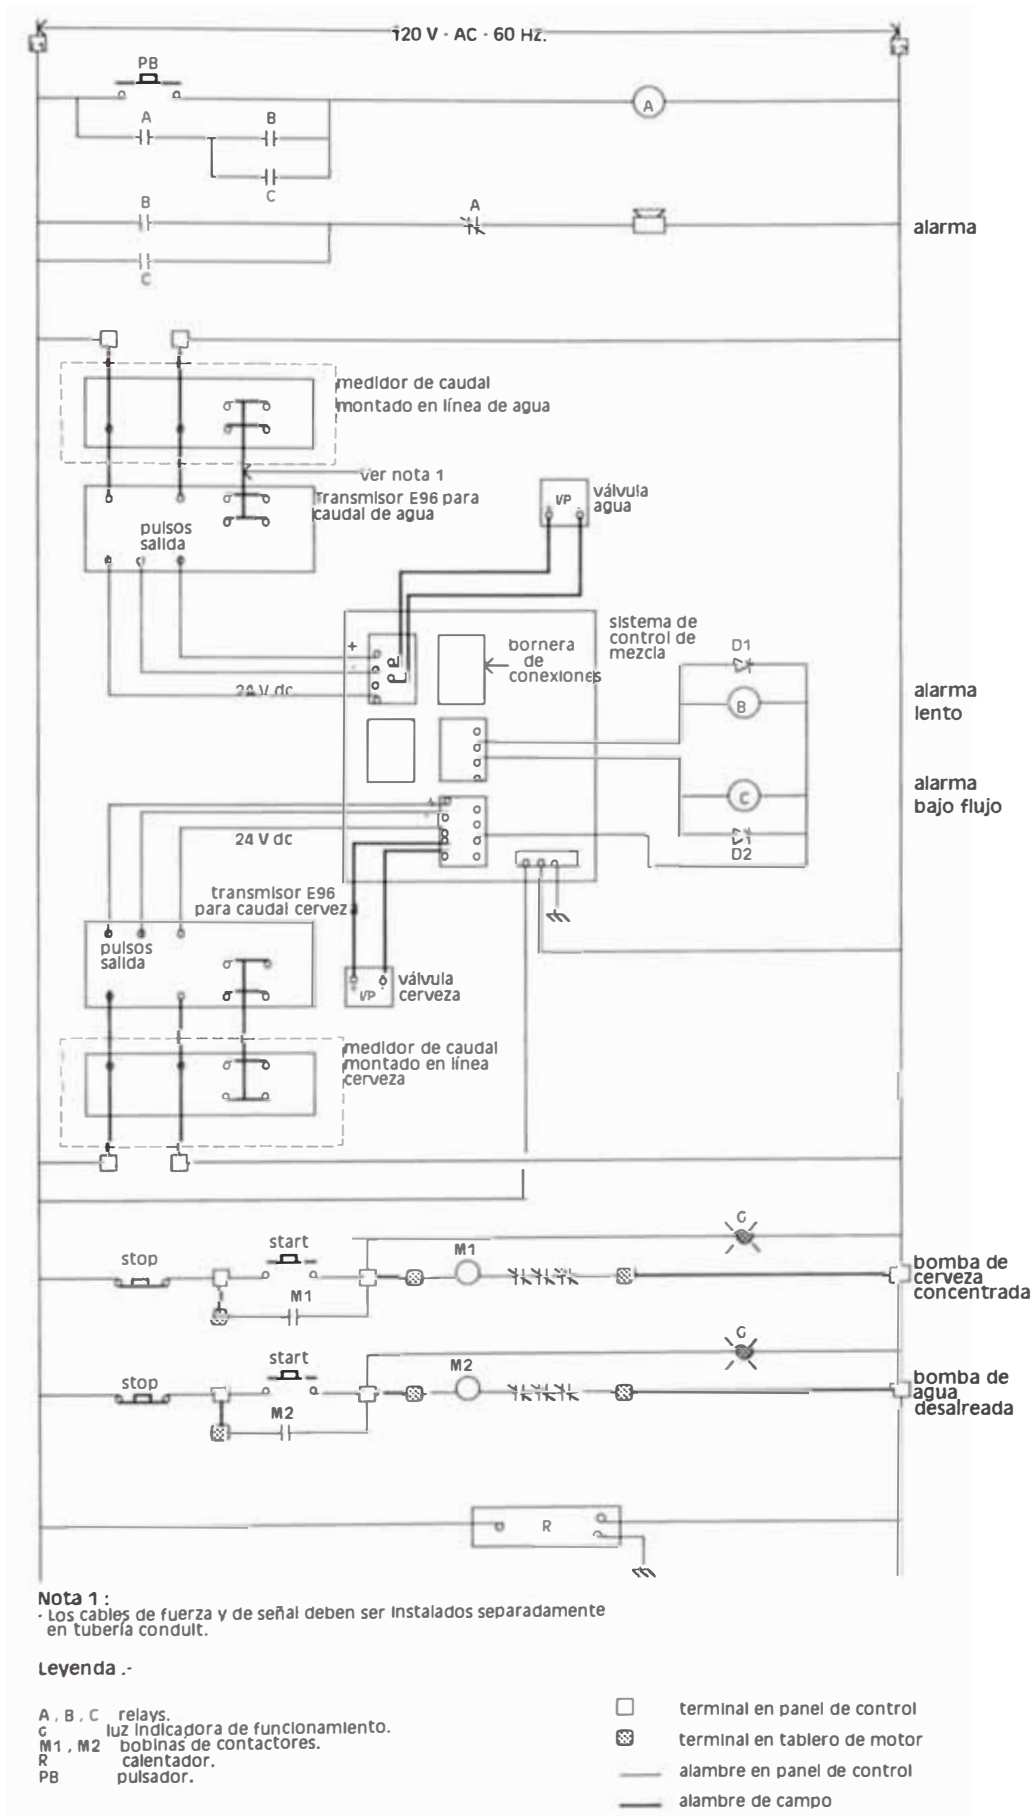 120 V - AC - 60 Hz.
PB
A
A
B
C
B
A
alarma
C
medidor de caudal
montado en línea de agua
ver nota 1
Transmisor E96 para
caudal de agua
pulsos
salida
I/P
válvula
agua
sistema de
control de
mezcla
bornera
de
conexiones
+
-
24 V dc
D1
B
alarma
lento
C
alarma
bajo flujo
D2
+
-
24 V dc
transmisor E96
para caudal cervez
pulsos
salida
I/P
válvula
cerveza
medidor de caudal
montado en línea
cerveza
G
stop
start
M1
M1
bomba de
cerveza
concentrada
G
stop
start
M2
M2
bomba de
agua
desaireada
R
Nota 1 :
- Los cables de fuerza y de señal deben ser instalados separadamente
en tubería conduit.
Leyenda .-
A , B , C relays.
G luz indicadora de funcionamiento.
M1 , M2 bobinas de contactores.
R calentador.
PB pulsador.
terminal en panel de control
terminal en tablero de motor
alambre en panel de control
alambre de campo